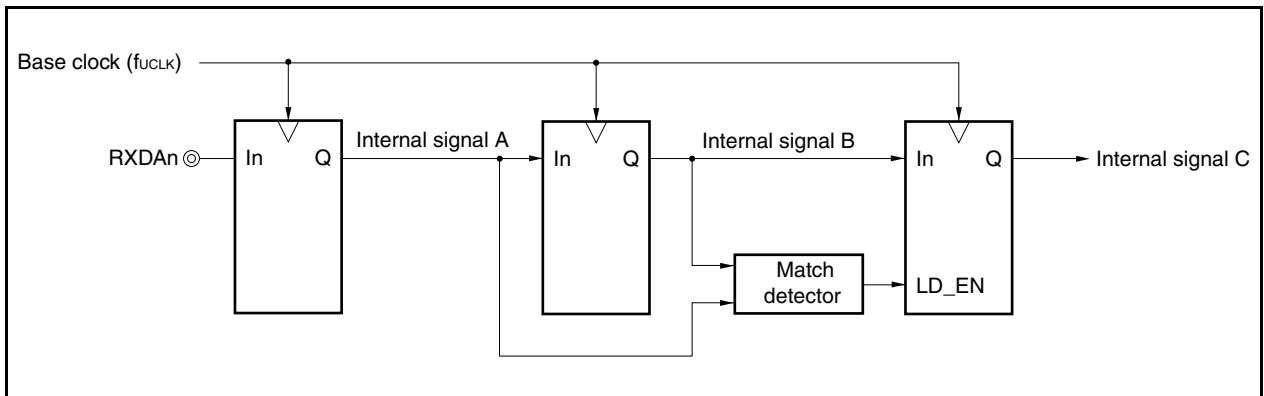 Base clock (fUCLK)
RXDAn
In
Q
Internal signal A
In
Q
Internal signal B
In
Q
Internal signal C
Match
detector
LD_EN